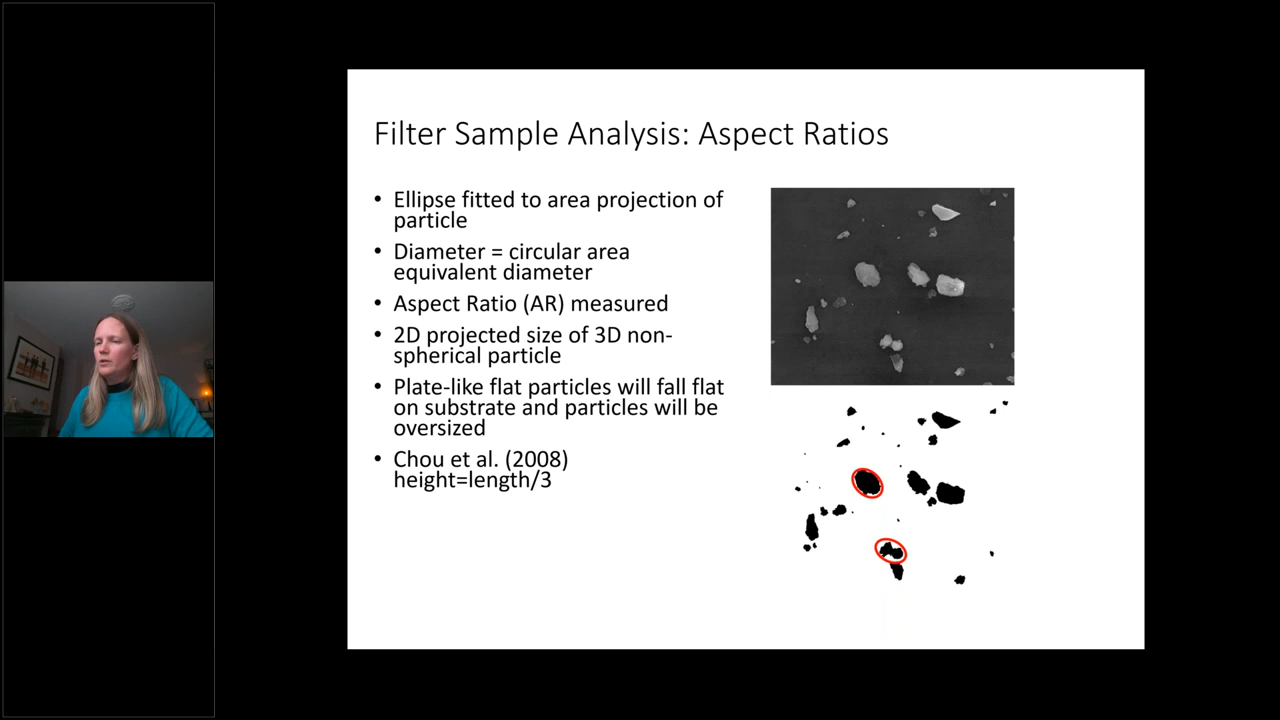 Filter Sample Analysis: Aspect Ratios
• Ellipse fitted to area projection of
particle
• Diameter = circular area
equivalent diameter
• Aspect Ratio (AR) measured
• 2D projected size of 3D non-
spherical particle
• Plate-like flat particles will fall flat
on substrate and particles will be
oversized
• Chou et al. (2008)
height=length/3